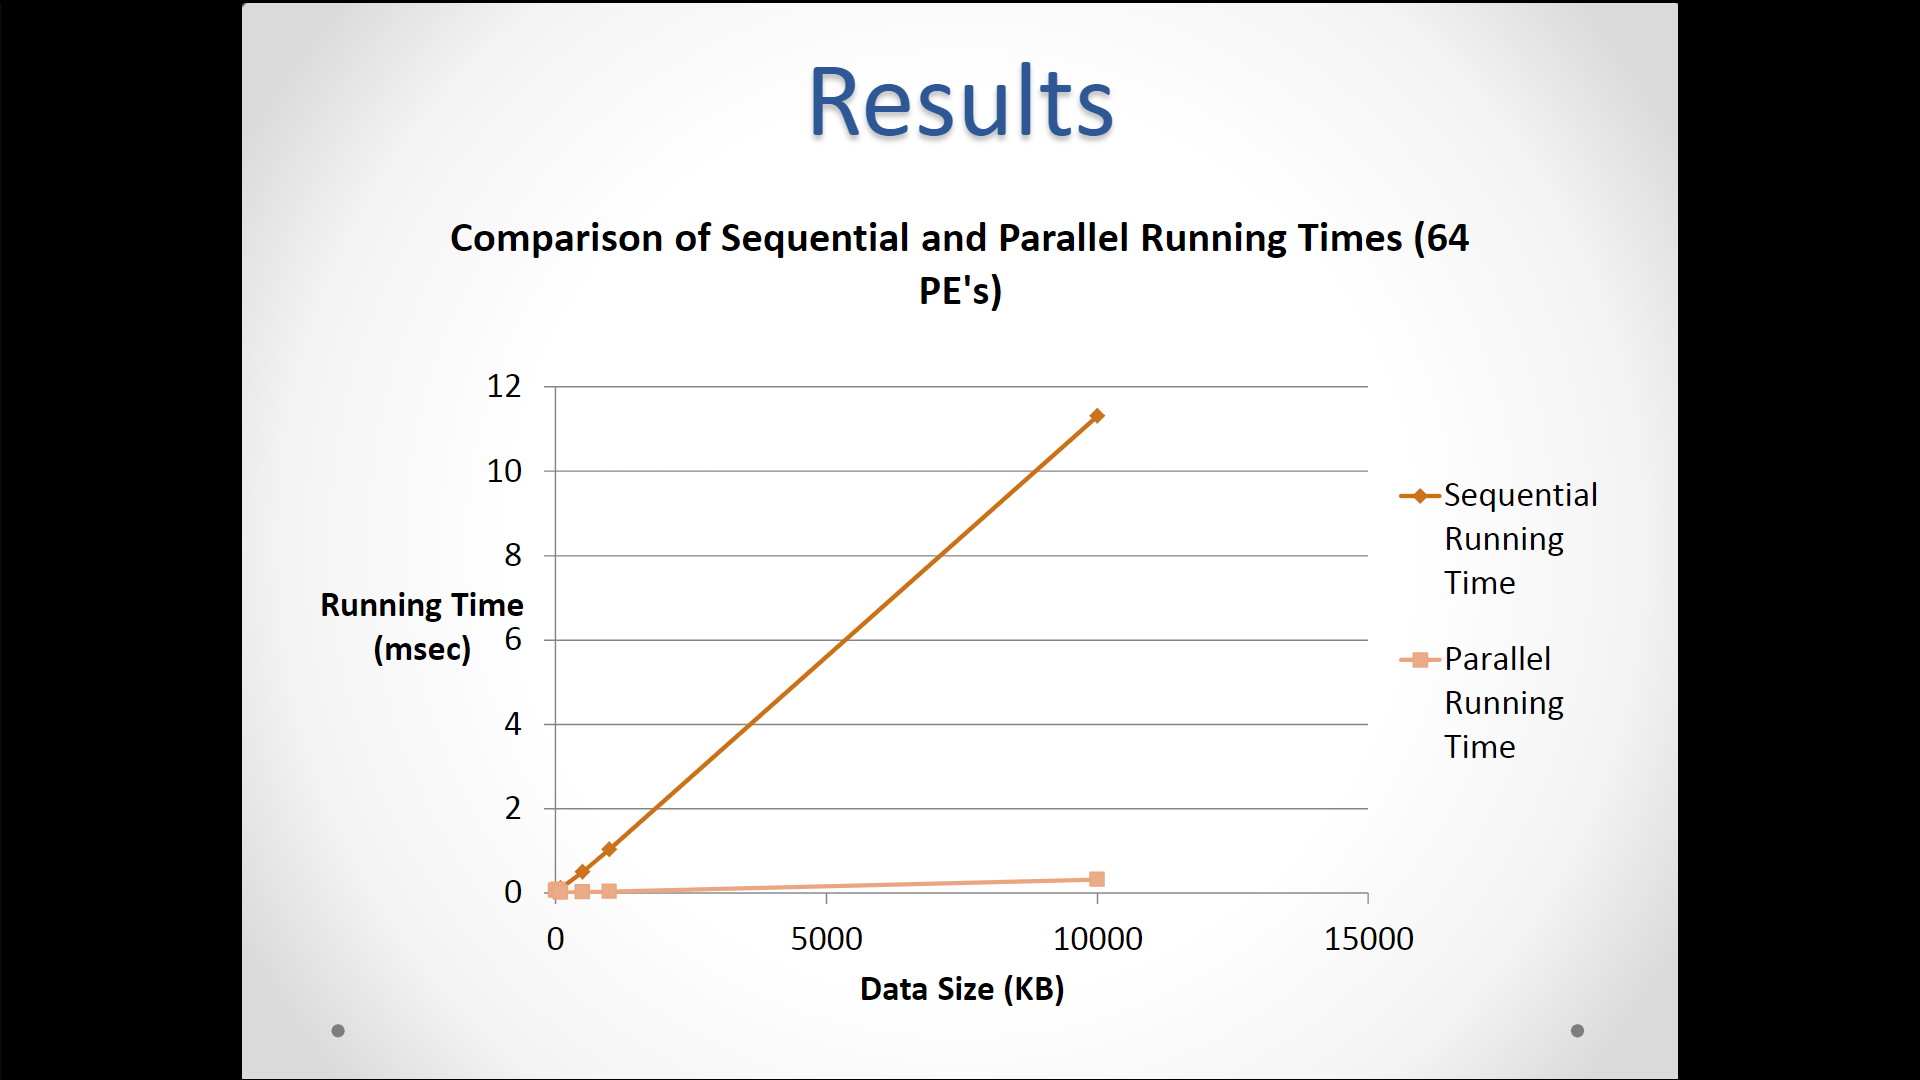 Results
Comparison of Sequential and Parallel Running Times (64
PE's)
12
10
8
6
4
2
0
Running Time
(msec)
0 5000 10000 15000
Data Size (KB)
Sequential
Running
Time
Parallel
Running
Time